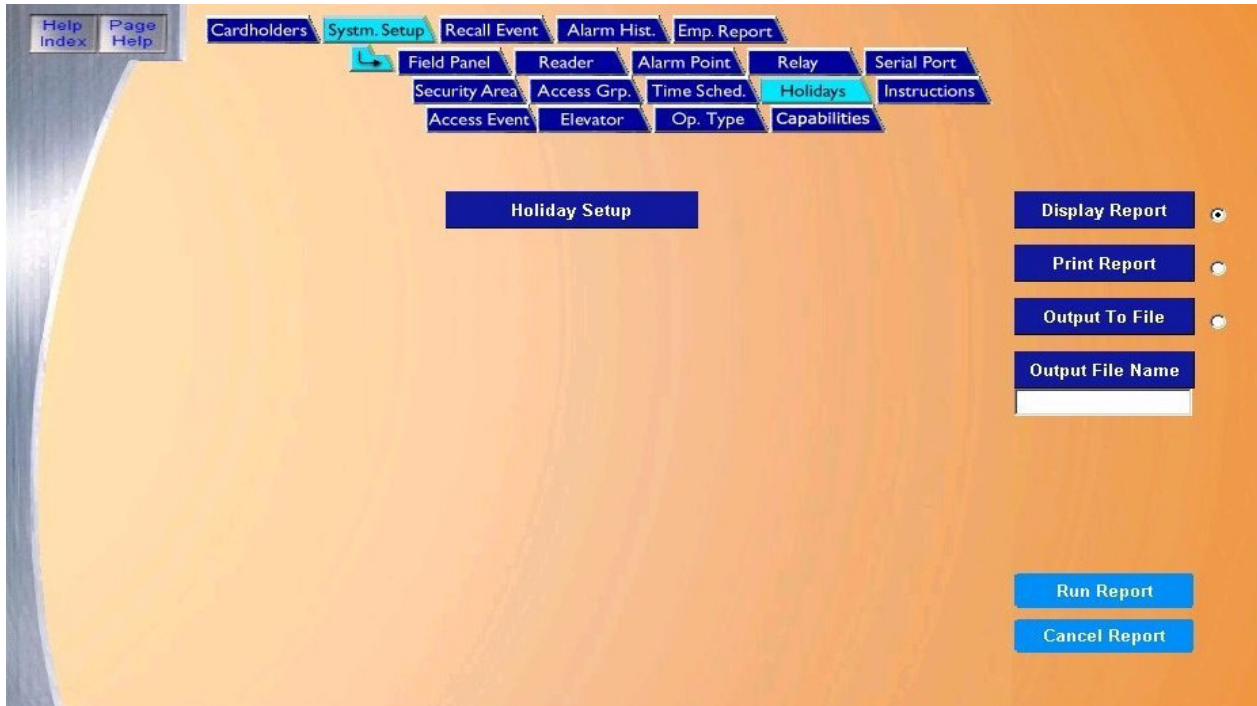 Help Index Page Help
Cardholders Systm. Setup Recall Event Alarm Hist. Emp. Report
Field Panel Reader Alarm Point Relay Serial Port
Security Area Access Grp. Time Sched. Holidays Instructions
Access Event Elevator Op. Type Capabilities
Holiday Setup
Display Report
Print Report
Output To File
Output File Name
Run Report
Cancel Report